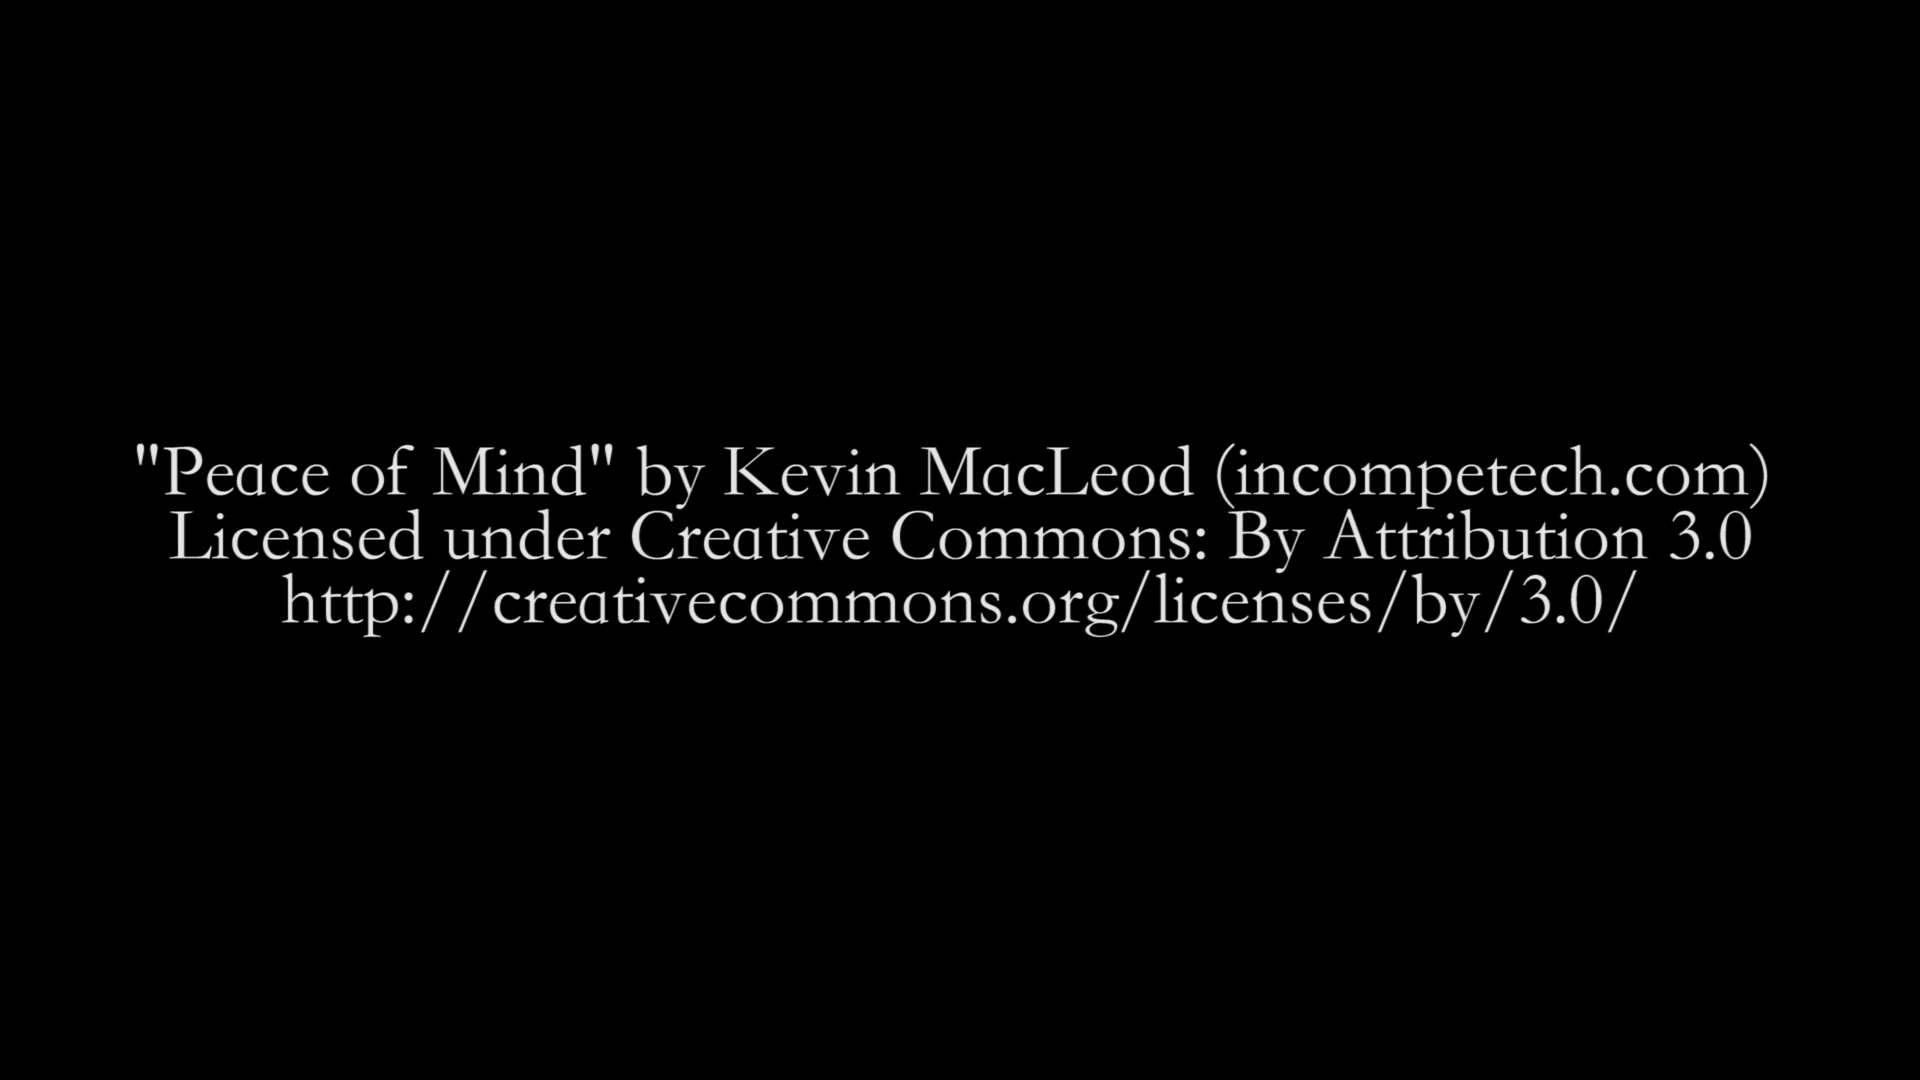 "Peace of Mind" by Kevin MacLeod (incompetech.com)
Licensed under Creative Commons: By Attribution 3.0
http://creativecommons.org/licenses/by/3.0/